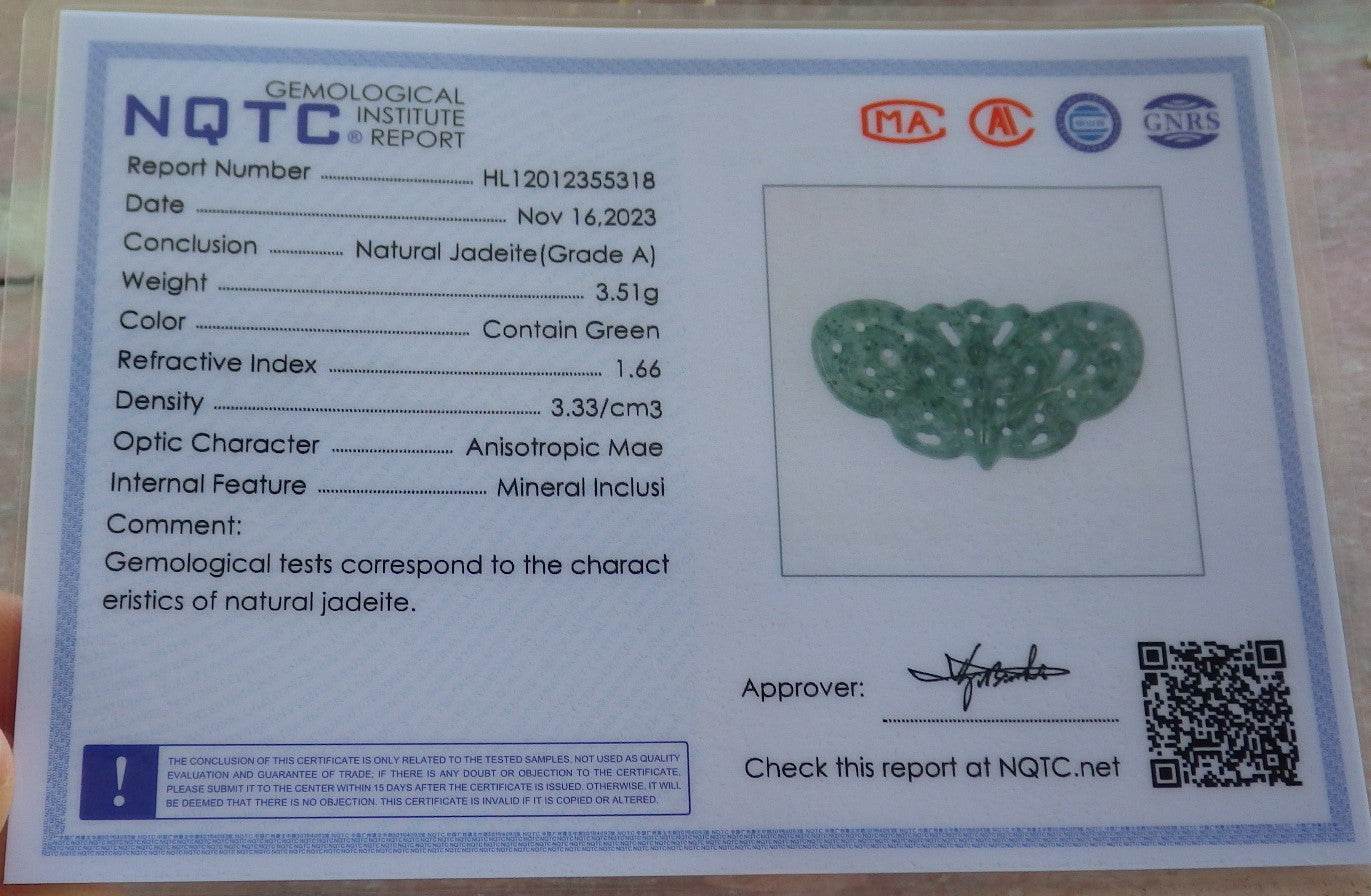 NQTC® GEMOLOGICAL
INSTITUTE
REPORT
MA
AL
GNRS
Report Number HL12012355318
Date Nov 16,2023
Conclusion Natural Jadeite(Grade A)
Weight 3.51g
Color Contain Green
Refractive Index 1.66
Density 3.33/cm3
Optic Character Anisotropic Mae
Internal Feature Mineral Inclusi
Comment:
Gemological tests correspond to the charact
eristics of natural jadeite.
Approver:
Check this report at NQTC.net
! THE CONCLUSION OF THIS CERTIFICATE IS ONLY RELATED TO THE TESTED SAMPLES, NOT USED AS QUALITY
EVALUATION AND GUARANTEE OF TRADE; IF THERE IS ANY DOUBT OR OBJECTION TO THE CERTIFICATE,
PLEASE SUBMIT IT TO THE CENTER WITHIN 15 DAYS AFTER THE CERTIFICATE IS ISSUED. OTHERWISE, IT WILL
BE DEEMED THAT THERE IS NO OBJECTION. THIS CERTIFICATE IS INVALID IF IT IS COPIED OR ALTERED.